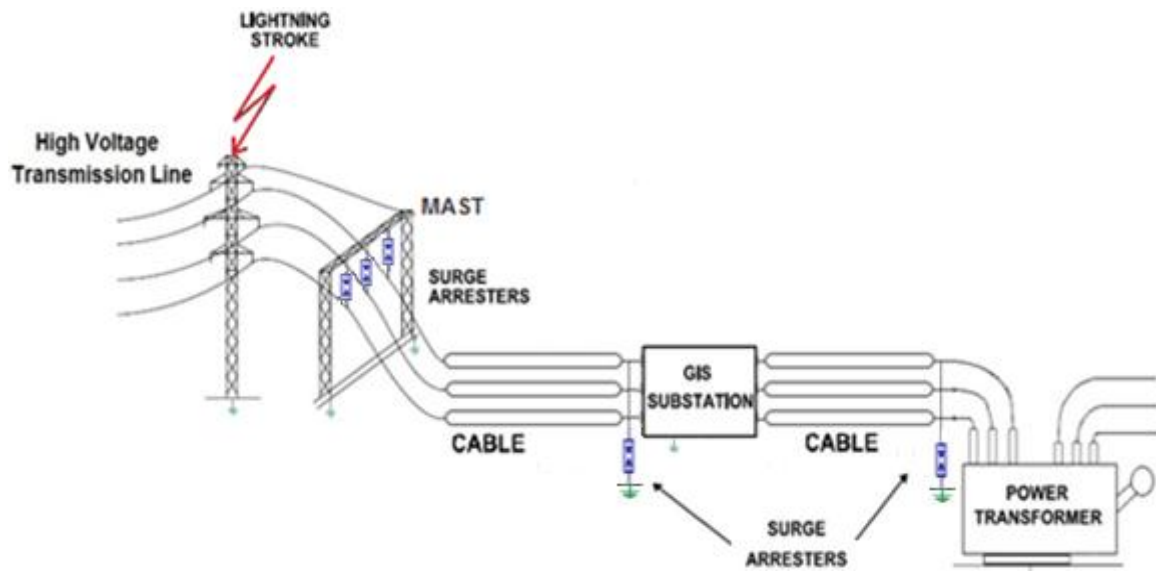 LIGHTNING
STROKE
High Voltage
Transmission Line
MAST
SURGE
ARRESTERS
GIS
SUBSTATION
CABLE
CABLE
POWER
TRANSFORMER
SURGE
ARRESTERS